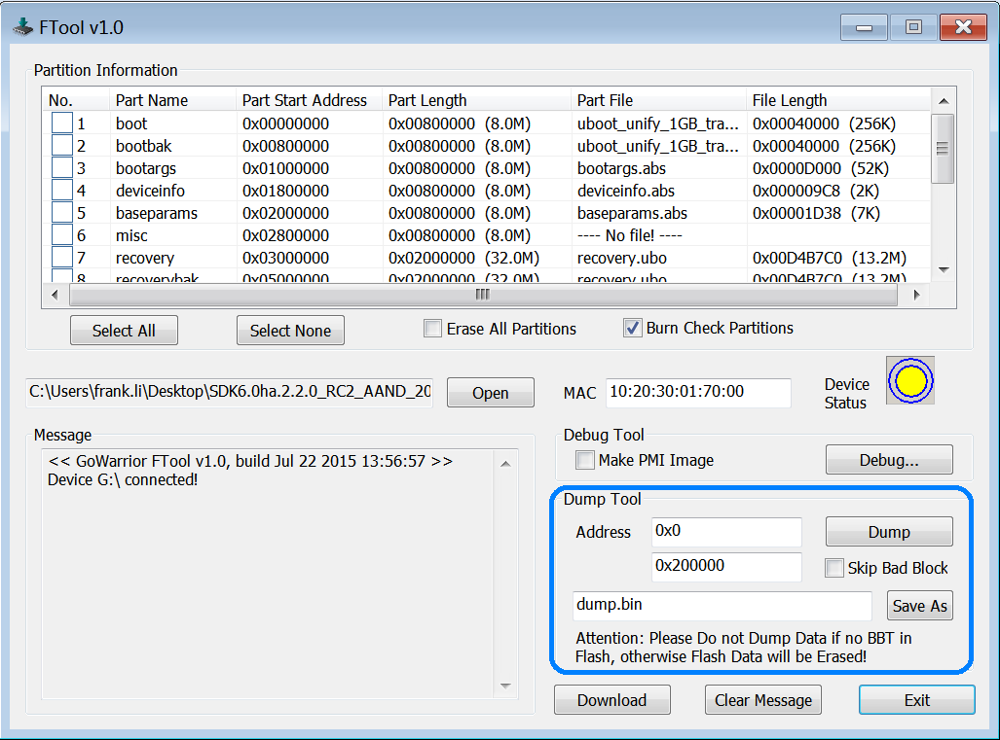 FTool v1.0
Partition Information
No. Part Name Part Start Address Part Length Part File File Length
1 boot 0x00000000 0x00800000 (8.0M) uboot_unify_1GB_tra... 0x00040000 (256K)
2 bootbak 0x00800000 0x00800000 (8.0M) uboot_unify_1GB_tra... 0x00040000 (256K)
3 bootargs 0x01000000 0x00800000 (8.0M) bootargs.abs 0x0000D000 (52K)
4 deviceinfo 0x01800000 0x00800000 (8.0M) deviceinfo.abs 0x000009C8 (2K)
5 baseparams 0x02000000 0x00800000 (8.0M) baseparams.abs 0x00001D38 (7K)
6 misc 0x02800000 0x00800000 (8.0M) ---- No file! ----
7 recovery 0x03000000 0x02000000 (32.0M) recovery.ubo 0x00D4B7C0 (13.2M)
8 recoverybak 0x05000000 0x02000000 (32.0M) recovery.ubo 0x00D4B7C0 (13.2M)
Select All Select None Erase All Partitions Burn Check Partitions
C:\Users\frank.li\Desktop\SDK6.0ha.2.2.0_RC2_AAND_20 Open MAC 10:20:30:01:70:00 Device
Status
Message
<< GoWarrior FTool v1.0, build Jul 22 2015 13:56:57 >>
Device G:\ connected!
Debug Tool
Make PMI Image Debug...
Dump Tool
Address 0x0 Dump
0x200000 Skip Bad Block
dump.bin Save As
Attention: Please Do not Dump Data if no BBT in
Flash, otherwise Flash Data will be Erased!
Download Clear Message Exit